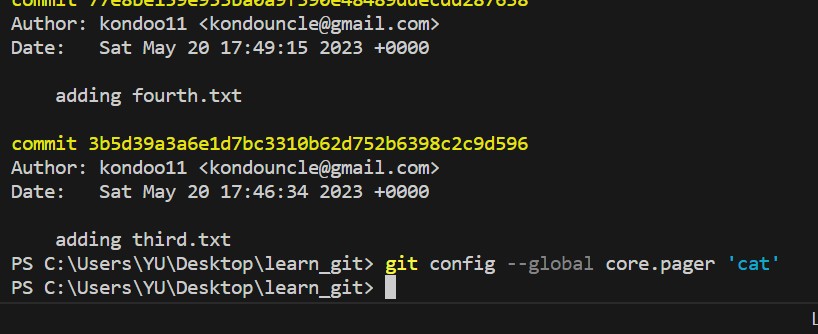 Author: kondoo11 <kondouncle@gmail.com>
Date:   Sat May 20 17:49:15 2023 +0000
    adding fourth.txt
commit 3b5d39a3a6e1d7bc3310b62d752b6398c2c9d596
Author: kondoo11 <kondouncle@gmail.com>
Date:   Sat May 20 17:46:34 2023 +0000
    adding third.txt
PS C:\Users\YU\Desktop\learn_git> git config --global core.pager 'cat'
PS C:\Users\YU\Desktop\learn_git>